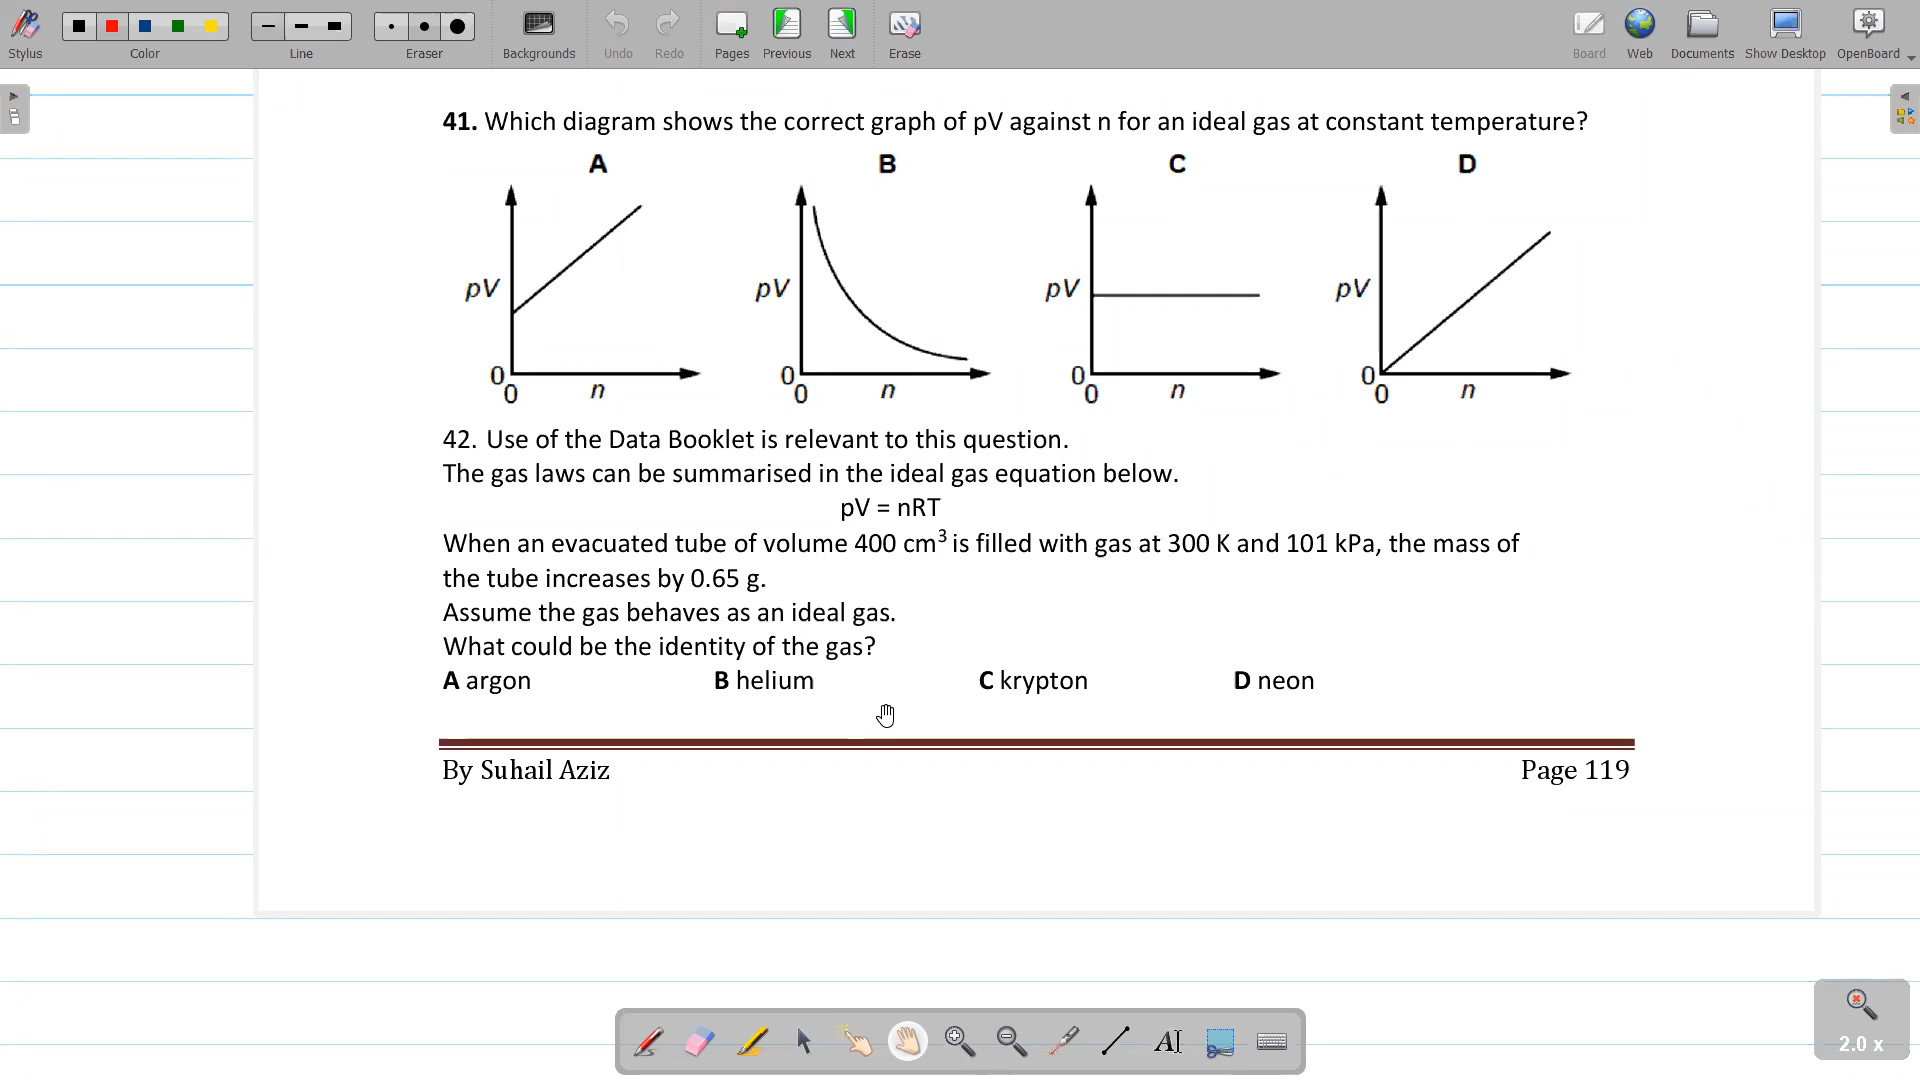 Stylus Color Line Eraser Backgrounds Undo Redo Pages Previous Next Erase Board Web Documents Show Desktop OpenBoard
41. Which diagram shows the correct graph of pV against n for an ideal gas at constant temperature?
A B C D
pV pV pV pV
0 0 0 0
0 n 0 n 0 n 0 n
42. Use of the Data Booklet is relevant to this question.
The gas laws can be summarised in the ideal gas equation below.
pV = nRT
When an evacuated tube of volume 400 cm³ is filled with gas at 300 K and 101 kPa, the mass of
the tube increases by 0.65 g.
Assume the gas behaves as an ideal gas.
What could be the identity of the gas?
A argon B helium C krypton D neon
By Suhail Aziz Page 119
AI
2.0 x